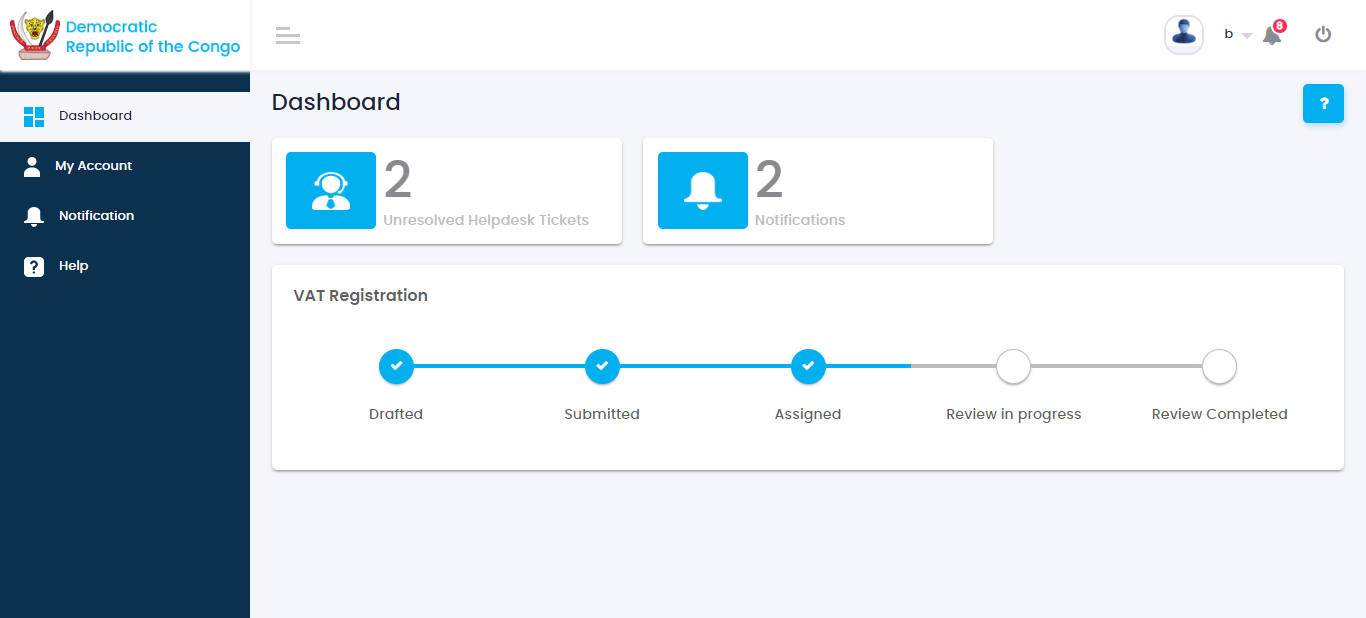 Democratic
Republic of the Congo
b
8
Dashboard
My Account
Notification
Help
Dashboard
?
2
Unresolved Helpdesk Tickets
2
Notifications
VAT Registration
Drafted
Submitted
Assigned
Review in progress
Review Completed